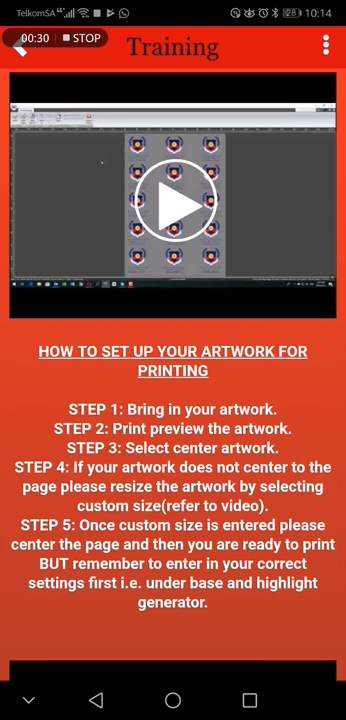 TelkomSA 4G 28 10:14
00:30 STOP
Training
HOW TO SET UP YOUR ARTWORK FOR
PRINTING
STEP 1: Bring in your artwork.
STEP 2: Print preview the artwork.
STEP 3: Select center artwork.
STEP 4: If your artwork does not center to the
page please resize the artwork by selecting
custom size(refer to video).
STEP 5: Once custom size is entered please
center the page and then you are ready to print
BUT remember to enter in your correct
settings first i.e. under base and highlight
generator.